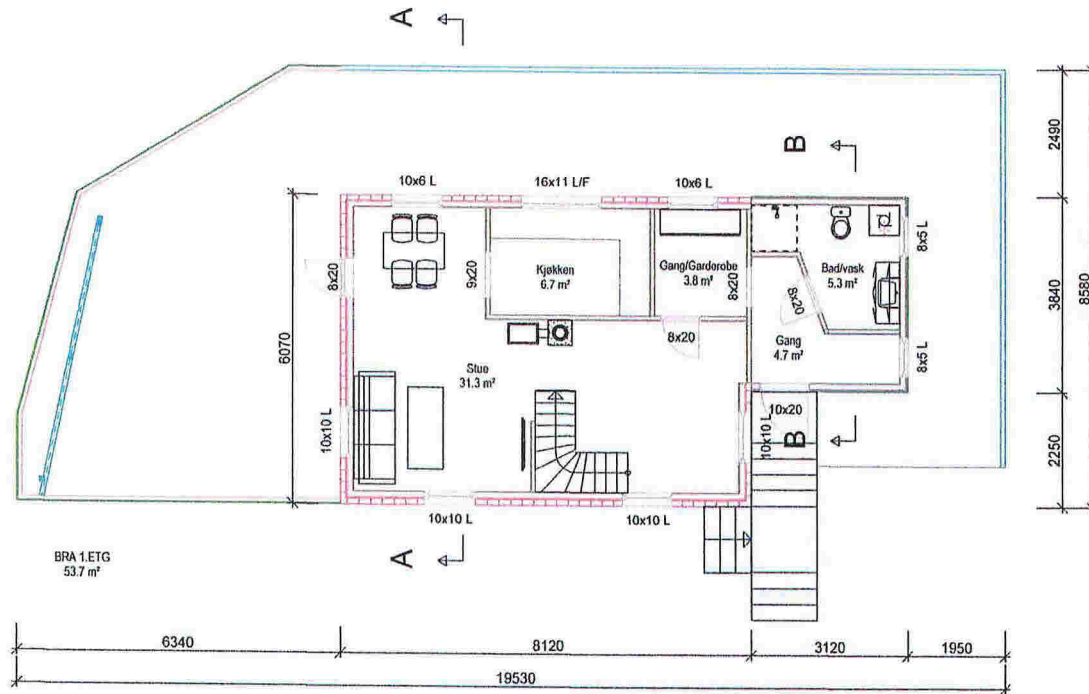 A
B
10x6 L
16x11 L/F
10x6 L
2490
8x20
9x20
Kjøkken
6.7 m²
Gang/Garderobe
3.8 m²
8x20
Bad/vask
5.3 m²
8x5 L
8x20
3840
8580
6070
8x20
Gang
4.7 m²
8x5 L
Stue
31.3 m²
10x10 L
10x20
10x10 L
B
2250
10x10 L
10x10 L
A
BRA 1.ETG
53.7 m²
6340
8120
3120
1950
19530